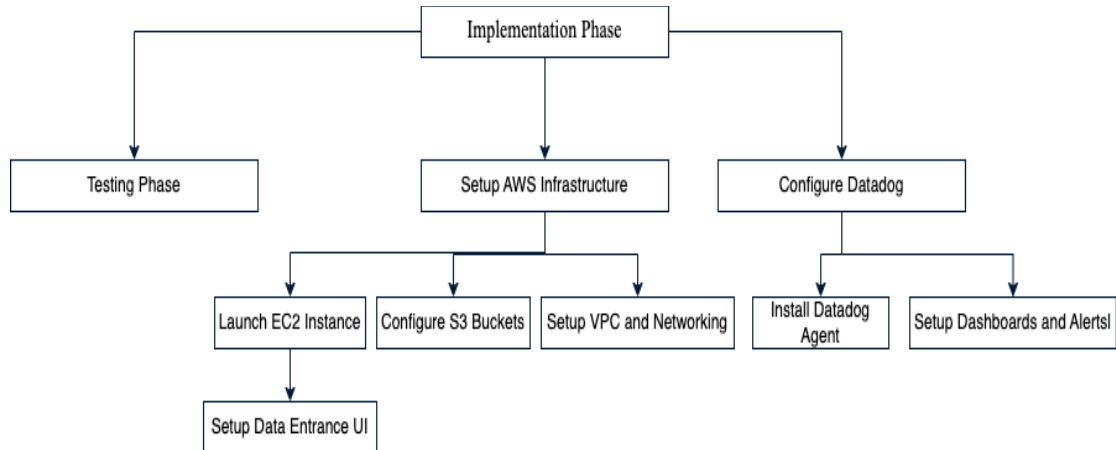 Implementation Phase
Testing Phase
Setup AWS Infrastructure
Configure Datadog
Launch EC2 Instance
Configure S3 Buckets
Setup VPC and Networking
Install Datadog
Agent
Setup Dashboards and Alertsl
Setup Data Entrance UI